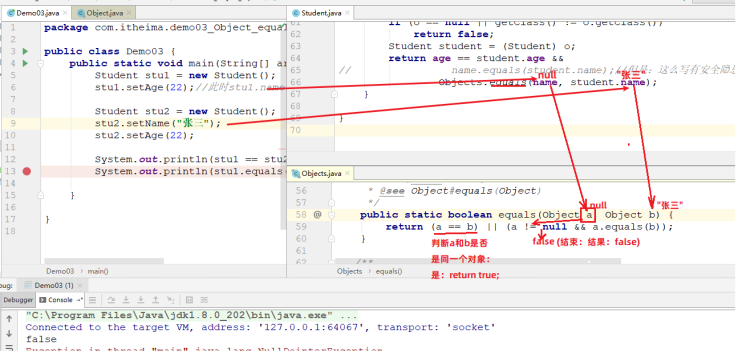 Demo03.java
Object.java
Student.java
package com.itheima.demo03_Object_equa
public class Demo03 {
public static void main(String[] ar
Student stu1 = new Student();
stu1.setAge(22);//此时stu1.name
Student stu2 = new Student();
stu2.setName("张三");
stu2.setAge(22);
System.out.println(stu1 == stu2
System.out.println(stu1.equals
}
}
1
2
3
4
5
6
7
8
9
10
11
12
13
14
15
16
17
18
Demo03
main()
61
if (o == null || getClass() != o.getClass())
62
return false;
63
Student student = (Student) o;
64
return age == student.age &&
65
// name.equals(student.name);//但是：这么写有安全隐患
66
Objects.equals(name, student.name);
67
}
68
69
}
70
null
"张三"
Objects.java
56
* @see Object#equals(Object)
57
*/
58
@
public static boolean equals(Object a Object b) {
59
return (a == b) || (a != null && a.equals(b));
60
}
61
62
/**
null
"张三"
判断a和b是否
是同一个对象:
是: return true;
false (结束: 结果: false)
Objects
equals()
bug:
Demo03 (1)
Debugger
Console
"C:\Program Files\Java\jdk1.8.0_202\bin\java.exe" ...
Connected to the target VM, address: '127.0.0.1:64067', transport: 'socket'
false
Exception in thread "main" java.lang.NullPointerException